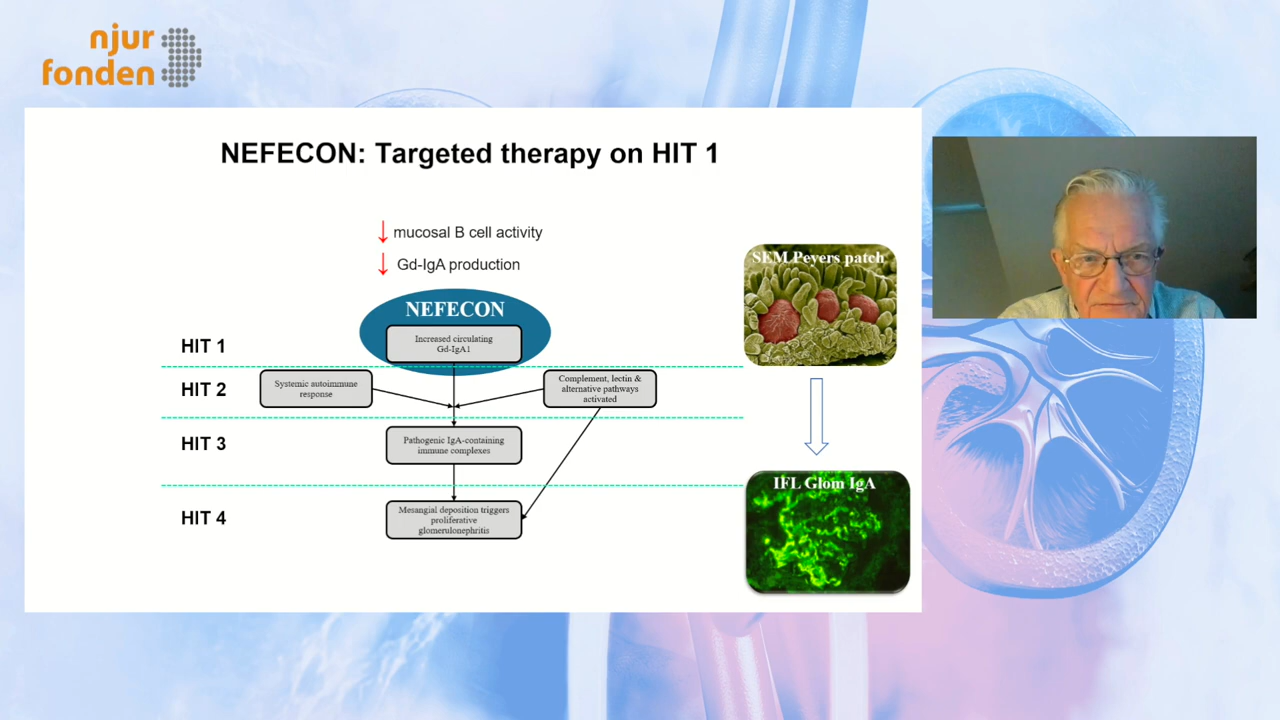 njur
fonden
NEFECON: Targeted therapy on HIT 1
↓ mucosal B cell activity
↓ Gd-IgA production
NEFECON
Increased circulating
Gd-IgA1
HIT 1
HIT 2
Systemic autoimmune
response
Complement, lectin &
alternative pathways
activated
HIT 3
Pathogenic IgA-containing
immune complexes
HIT 4
Mesangial deposition triggers
proliferative
glomerulonephritis
SEM Peyers patch
IFL Glom IgA